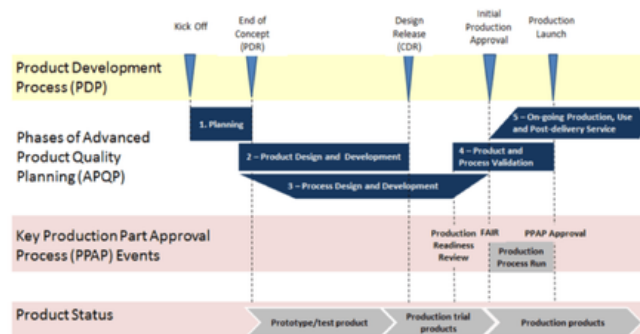 Kick Off
End of
Concept
(PDR)
Design
Release
(CDR)
Initial
Production
Approval
Production
Launch
Product Development
Process (PDP)
Phases of Advanced
Product Quality
Planning (APQP)
1. Planning
2 – Product Design and Development
3 – Process Design and Development
4 – Product and
Process Validation
5 – On-going Production, Use
and Post-delivery Service
Key Production Part Approval
Process (PPAP) Events
Production
Readiness
Review
FAIR
PPAP Approval
Production
Process Run
Product Status
Prototype/test product
Production trial
products
Production products